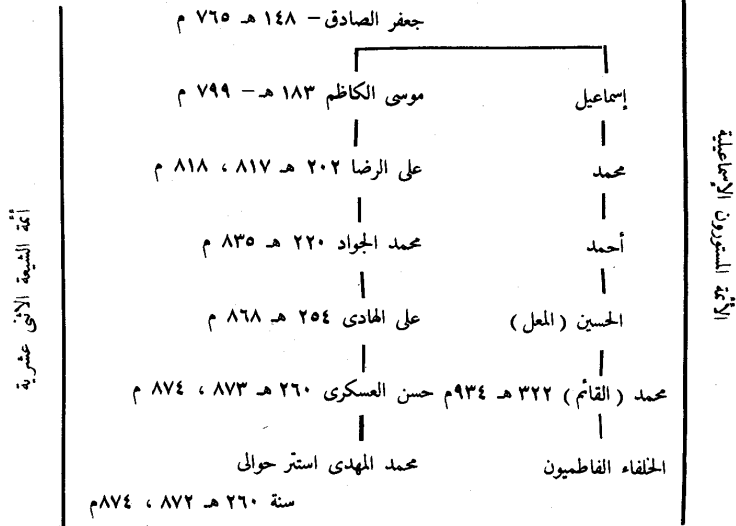 جعفر الصادق – ١٤٨ هـ ٧٦٥ م
إسماعيل
موسى الكاظم ١٨٣ هـ – ٧٩٩ م
محمد
على الرضا ٢٠٢ هـ ٨١٧ ، ٨١٨ م
أحمد
محمد الجواد ٢٢٠ هـ ٨٣٥ م
الحسين ( المعل )
على الهادى ٢٥٤ هـ ٨٦٨ م
محمد ( القائم ) ٣٢٢ هـ ٩٣٤م
حسن العسكرى ٢٦٠ هـ ٨٧٣ ، ٨٧٤ م
الخلفاء الفاطميون
محمد المهدى استتر حوالى
سنة ٢٦٠ هـ ٨٧٢ ، ٨٧٤م
الأئمة المستورون الإسماعيلية
أئمة الشيعة الاثنى عشرية